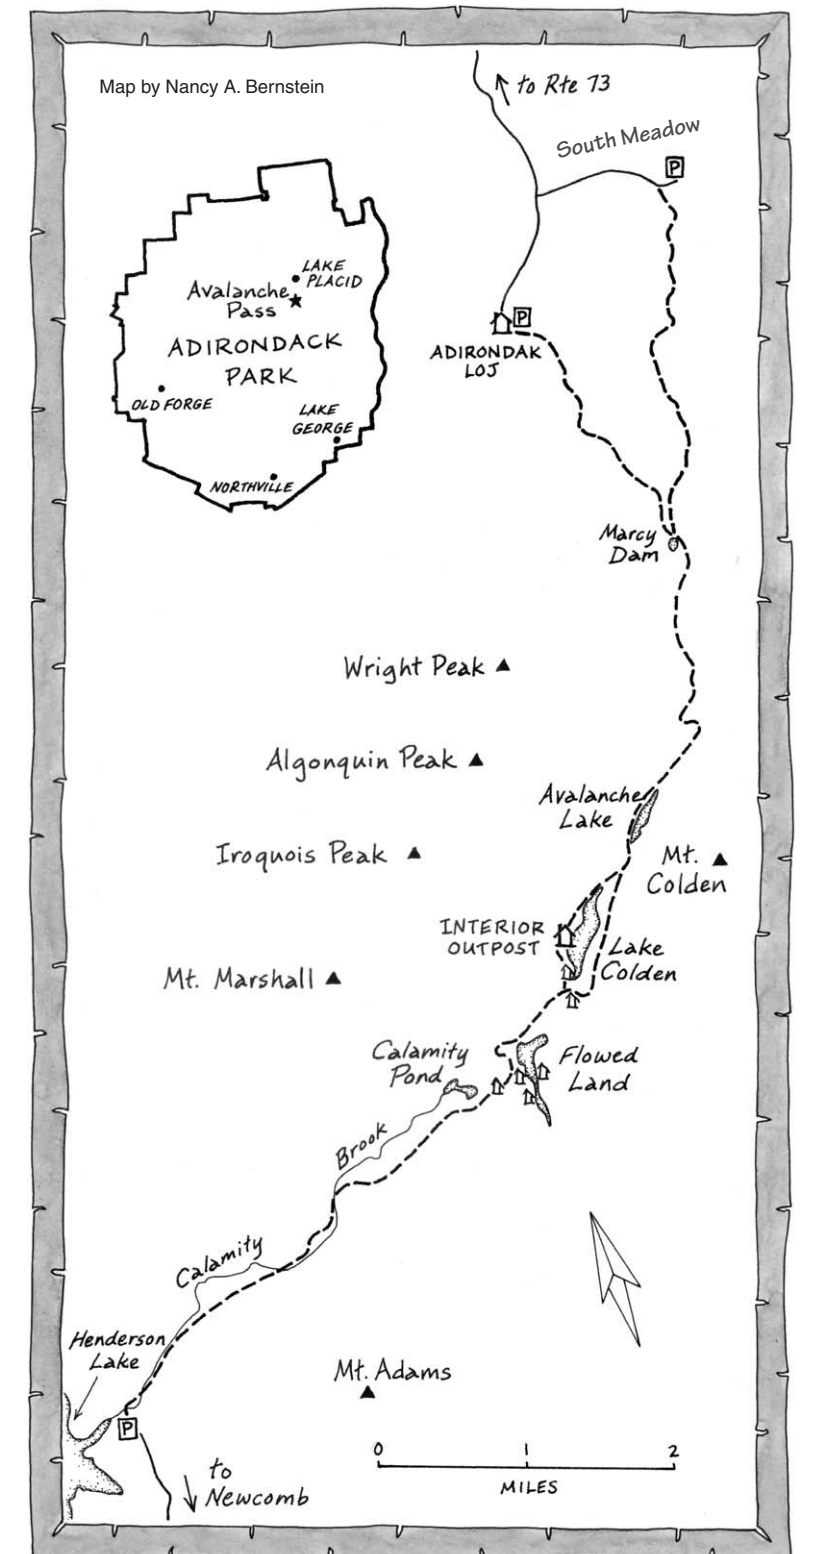 Map by Nancy A. Bernstein
to Rte 73
South Meadow
P
LAKE
PLACID
Avalanche
Pass
ADIRONDACK
PARK
OLD FORGE
LAKE
GEORGE
NORTHVILLE
P
ADIRONDAK
LOJ
Marcy
Dam
Wright Peak
Algonquin Peak
Avalanche
Lake
Iroquois Peak
Mt.
Colden
INTERIOR
OUTPOST
Lake
Colden
Mt. Marshall
Calamity
Pond
Flowed
Land
Brook
Calamity
Henderson
Lake
Mt. Adams
P
to
Newcomb
0 1 2
MILES